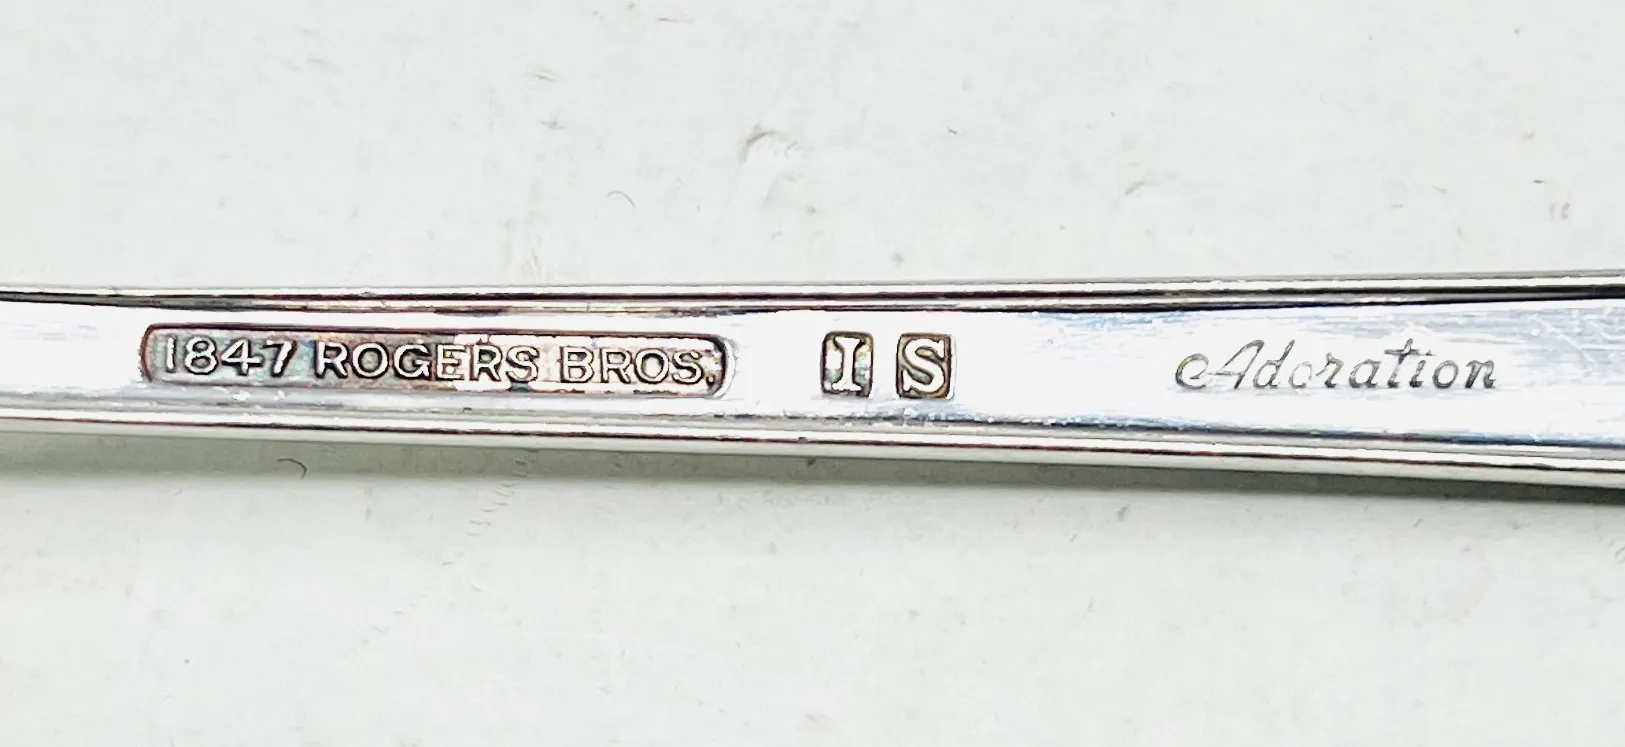 1847 ROGERS BROS. I S Adoration